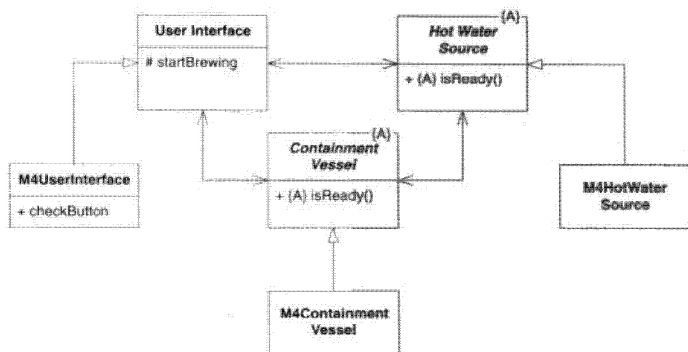 User Interface
# startBrewing
{A}
Hot Water
Source
+ {A} isReady()
{A}
Containment
Vessel
+ {A} isReady()
M4UserInterface
+ checkButton
M4HotWater
Source
M4Containment
Vessel